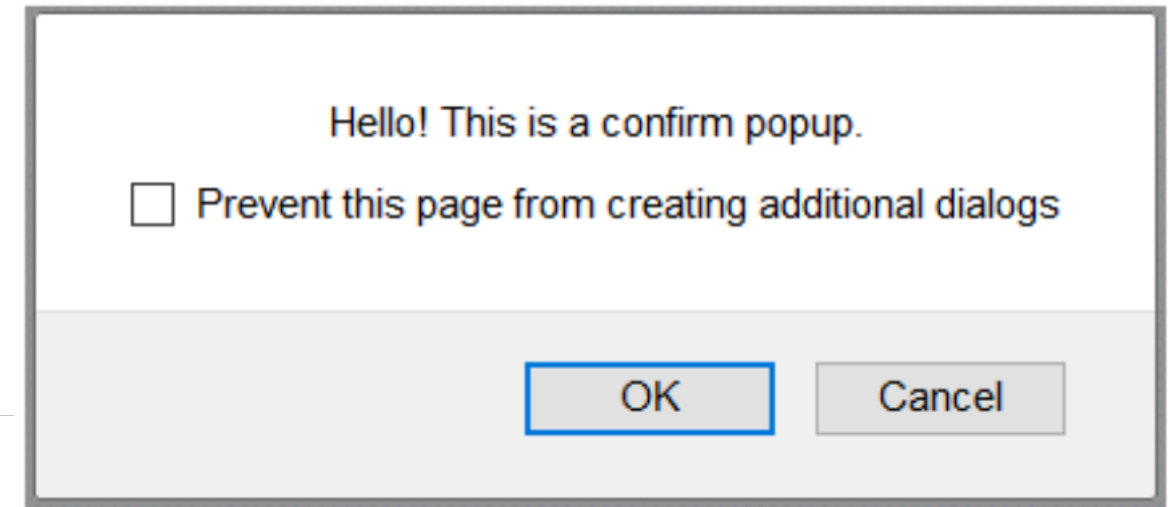 Hello! This is a confirm popup.
Prevent this page from creating additional dialogs
OK Cancel